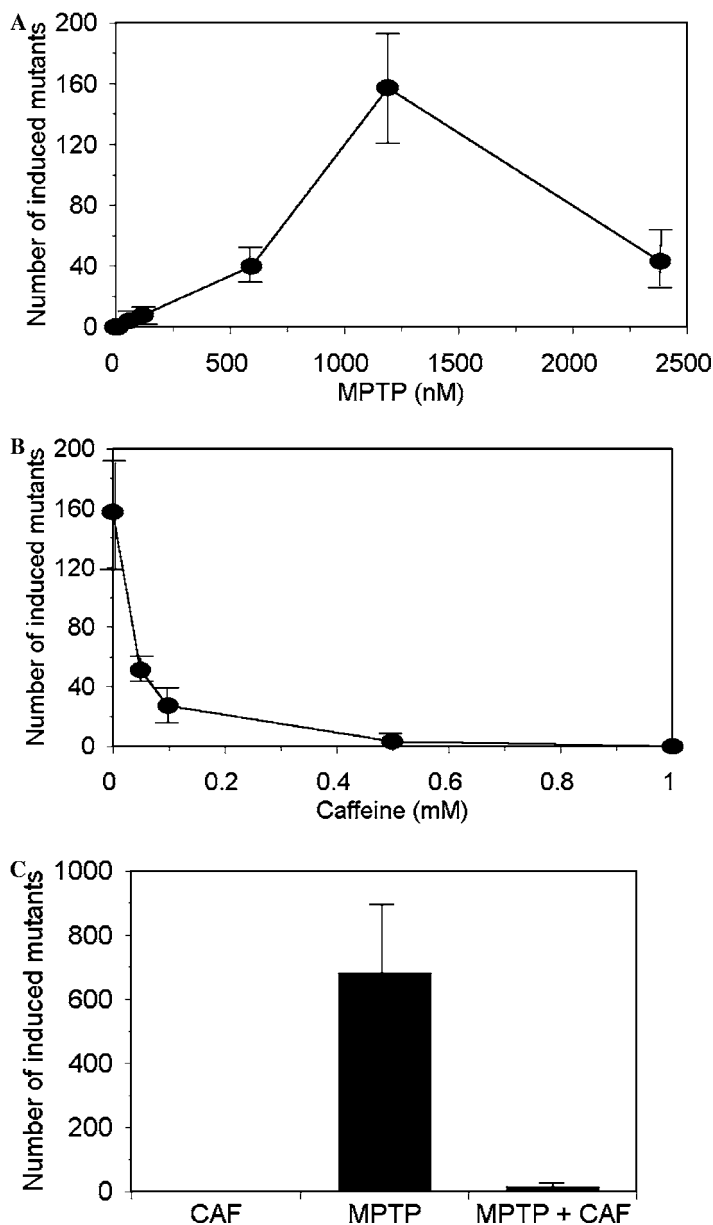 A
Number of induced mutants
200
160
120
80
40
0
0 500 1000 1500 2000 2500
MPTP (nM)
B
Number of induced mutants
200
160
120
80
40
0
0 0.2 0.4 0.6 0.8 1
Caffeine (mM)
C
Number of induced mutants
1000
800
600
400
200
0
CAF MPTP MPTP + CAF